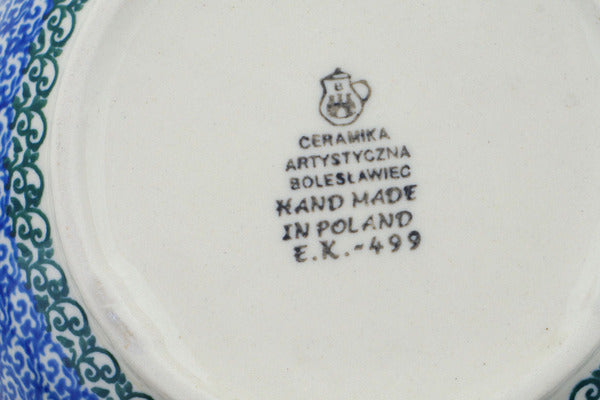 CERAMIKA
ARTYSTYCZNA
BOLESŁAWIEC
HAND MADE
IN POLAND
E.K.-499